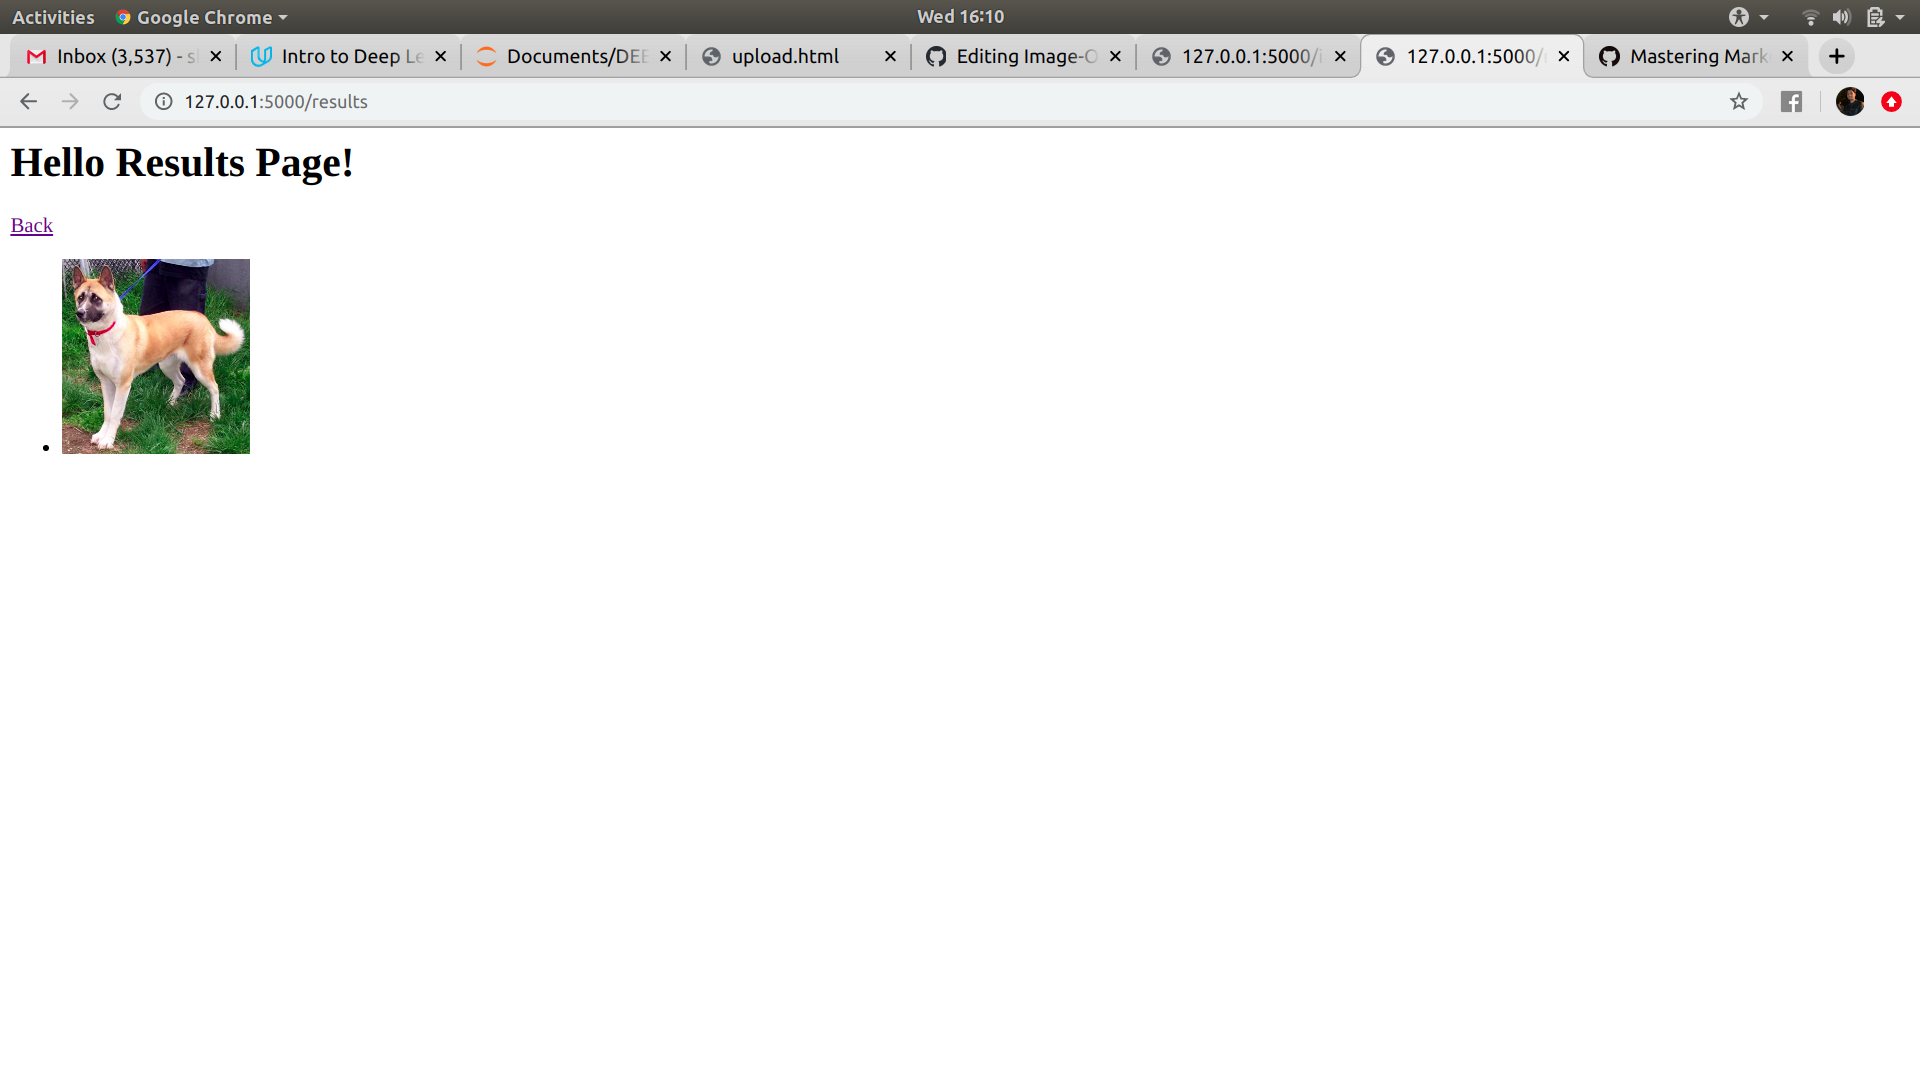 Activities Google Chrome Wed 16:10
Inbox (3,537) - Intro to Deep Documents/DEE upload.html Editing Image-O 127.0.0.1:5000/ 127.0.0.1:5000/ Mastering Mark
127.0.0.1:5000/results
Hello Results Page!
Back